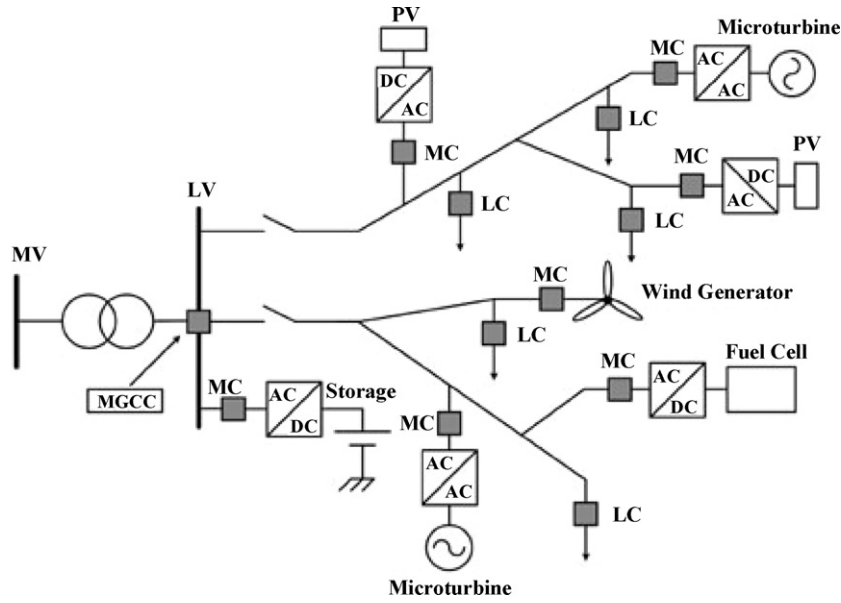 PV
Microturbine
MC
AC
AC
DC
AC
LC
MC
MC
PV
DC
AC
LV
LC
LC
MV
MC
Wind Generator
LC
Fuel Cell
MC
AC
DC
MGCC
MC
AC
DC
Storage
MC
AC
AC
LC
Microturbine